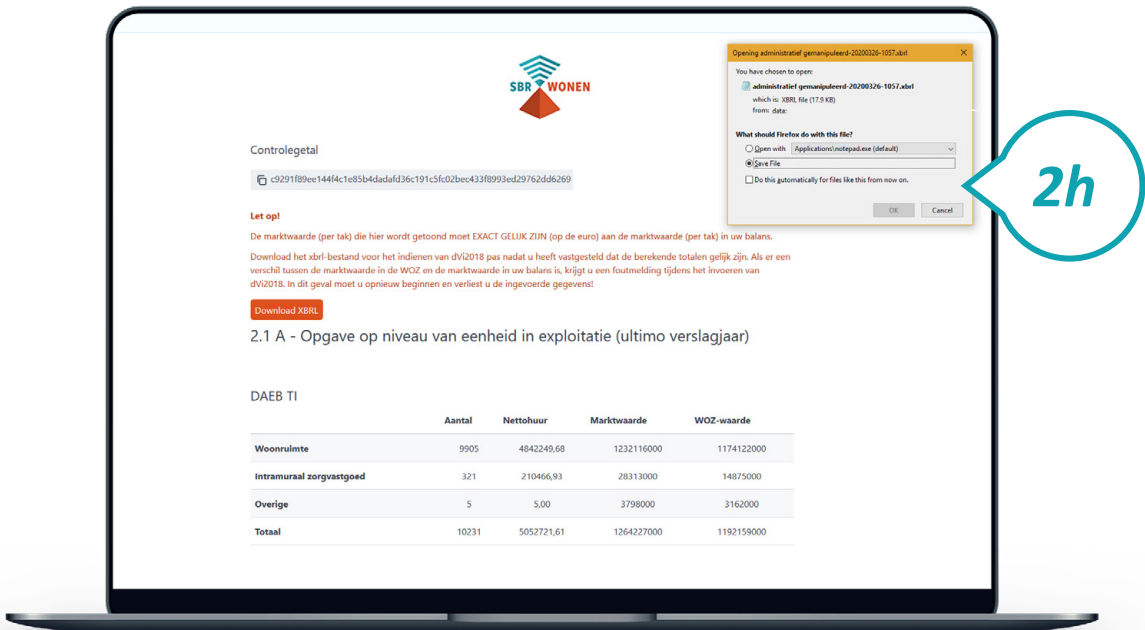 SBR WONEN
Controlegetal
c9291f89ee144f4c1e85b4dadafd36c191c5fc02bec433f8993ed29762dd6269
Let op!
De marktwaarde (per tak) die hier wordt getoond moet EXACT GELIJK ZIJN (op de euro) aan de marktwaarde (per tak) in uw balans.
Download het xbrl-bestand voor het indienen van dVi2018 pas nadat u heeft vastgesteld dat de berekende totalen gelijk zijn. Als er een
verschil tussen de marktwaarde in de WOZ en de marktwaarde in uw balans is, krijgt u een foutmelding tijdens het invoeren van
dVi2018. In dit geval moet u opnieuw beginnen en verliest u de ingevoerde gegevens!
Download XBRL
2.1 A - Opgave op niveau van eenheid in exploitatie (ultimo verslagjaar)
DAEB TI
Aantal Nettohuur Marktwaarde WOZ-waarde
Woonruimte 9905 4842249,68 1232116000 1174122000
Intramuraal zorgvastgoed 321 210466,93 28313000 14875000
Overige 5 5,00 3798000 3162000
Totaal 10231 5052721,61 1264227000 1192159000
Opening administratief gemanipuleerd-20200326-1057.xbrl
You have chosen to open:
administratief gemanipuleerd-20200326-1057.xbrl
which is: XBRL file (17.9 KB)
from: data:
What should Firefox do with this file?
Open with Applications\notepad.exe (default)
Save File
Do this automatically for files like this from now on.
OK Cancel
2h